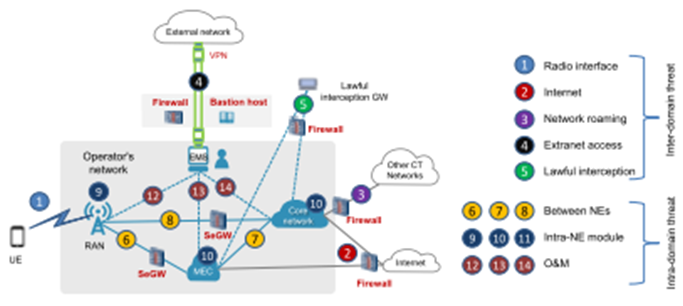 External network
VPN
4
Firewall
Bastion host
Lawful
interception GW
5
Firewall
Operator's
network
EMS
9
12
13
14
Other CT
Networks
10
3
1
Core
network
Firewall
8
RAN
SeGW
6
7
UE
10
SeGW
MEC
2
Internet
Firewall
1 Radio interface
2 Internet
3 Network roaming
4 Extranet access
5 Lawful interception
Inter-domain threat
6 7 8 Between NEs
9 10 11 Intra-NE module
12 13 14 O&M
Intra-domain threat